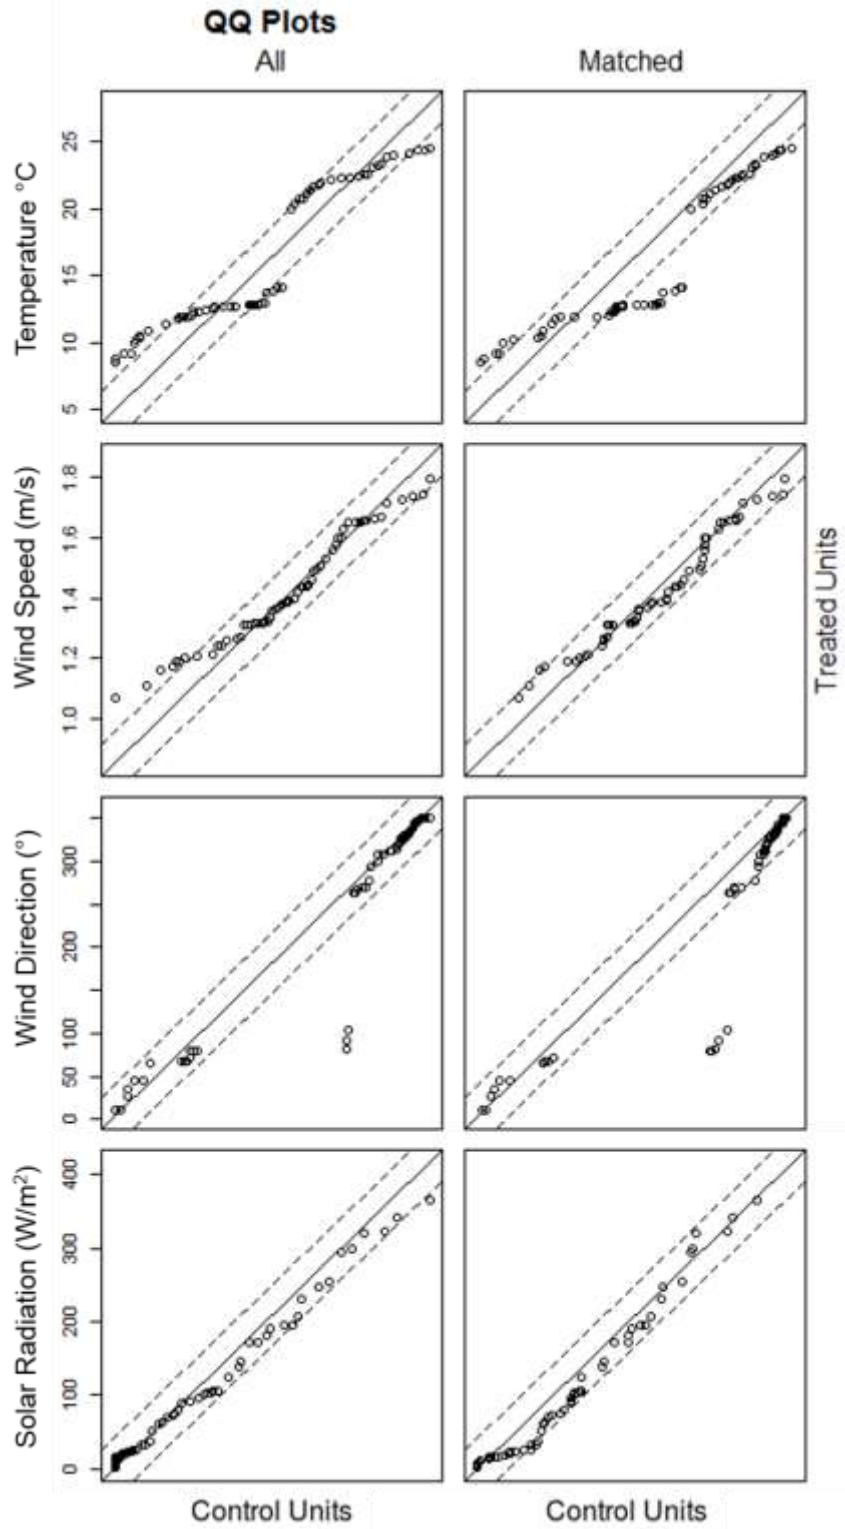 QQ Plots
All
Matched
Temperature °C
25
20
15
10
5
Wind Speed (m/s)
1.8
1.6
1.4
1.2
1.0
Treated Units
Wind Direction (°)
300
200
100
50
0
Solar Radiation (W/m²)
400
300
200
100
0
Control Units
Control Units